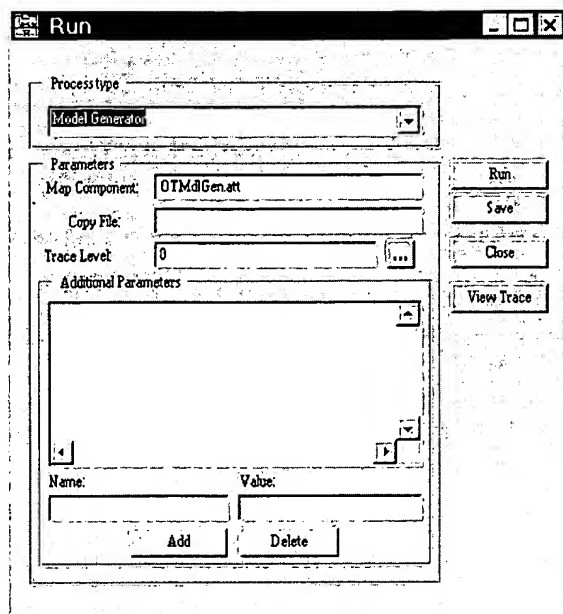 Run
Process type
Model Generator
Parameters
Map Component: OTMdlGen.att
Copy File:
Trace Level: 0 ...
Additional Parameters
Name: Value:
Add Delete
Run
Save
Close
View Trace